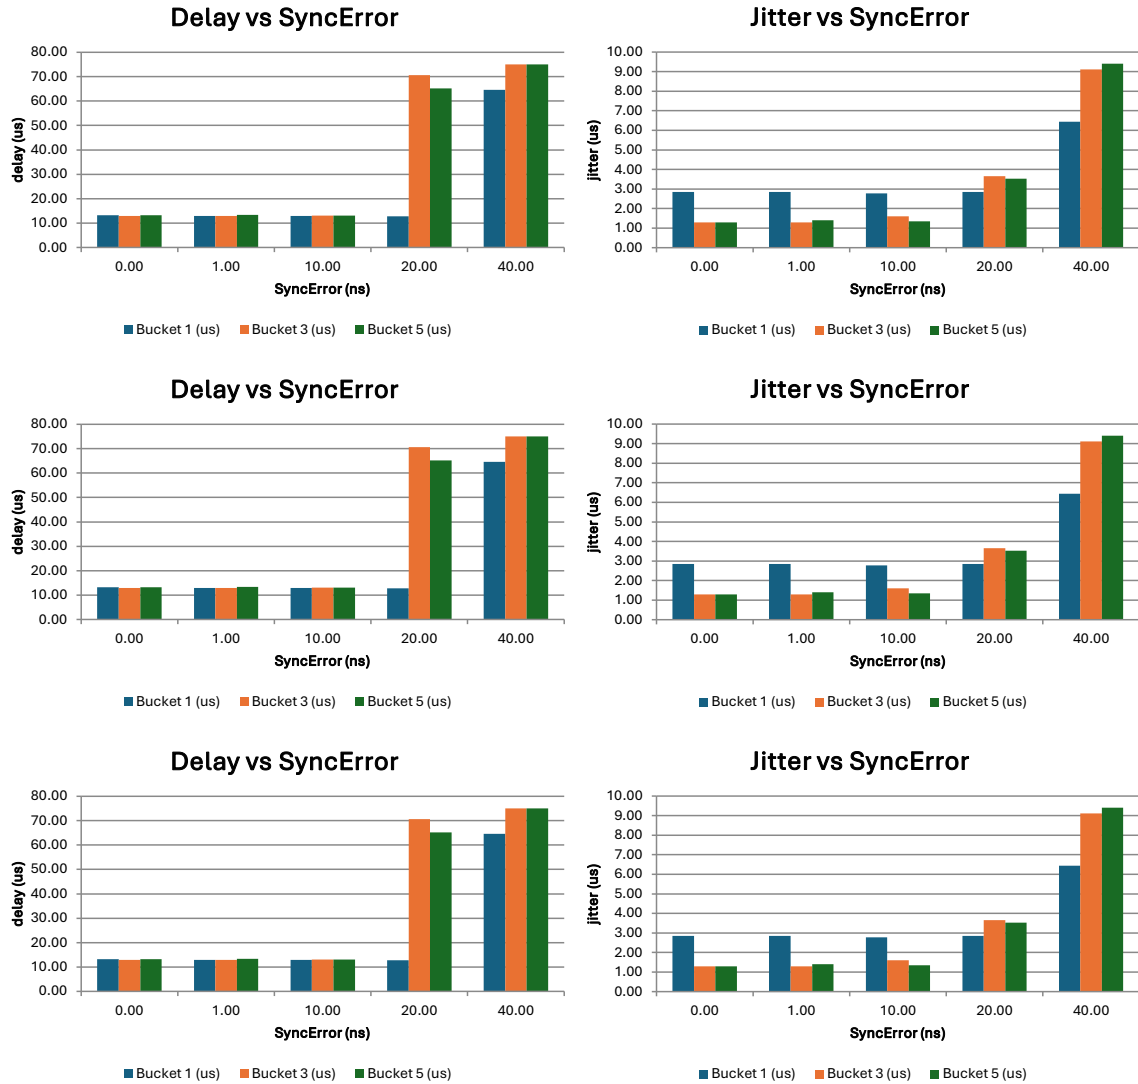 Delay vs SyncError
80.00
70.00
60.00
50.00
40.00
30.00
20.00
10.00
0.00
delay (us)
0.00 1.00 10.00 20.00 40.00
SyncError (ns)
Bucket 1 (us) Bucket 3 (us) Bucket 5 (us)
Jitter vs SyncError
10.00
9.00
8.00
7.00
6.00
5.00
4.00
3.00
2.00
1.00
0.00
jitter (us)
0.00 1.00 10.00 20.00 40.00
SyncError (ns)
Bucket 1 (us) Bucket 3 (us) Bucket 5 (us)
Delay vs SyncError
80.00
70.00
60.00
50.00
40.00
30.00
20.00
10.00
0.00
delay (us)
0.00 1.00 10.00 20.00 40.00
SyncError (ns)
Bucket 1 (us) Bucket 3 (us) Bucket 5 (us)
Jitter vs SyncError
10.00
9.00
8.00
7.00
6.00
5.00
4.00
3.00
2.00
1.00
0.00
jitter (us)
0.00 1.00 10.00 20.00 40.00
SyncError (ns)
Bucket 1 (us) Bucket 3 (us) Bucket 5 (us)
Delay vs SyncError
80.00
70.00
60.00
50.00
40.00
30.00
20.00
10.00
0.00
delay (us)
0.00 1.00 10.00 20.00 40.00
SyncError (ns)
Bucket 1 (us) Bucket 3 (us) Bucket 5 (us)
Jitter vs SyncError
10.00
9.00
8.00
7.00
6.00
5.00
4.00
3.00
2.00
1.00
0.00
jitter (us)
0.00 1.00 10.00 20.00 40.00
SyncError (ns)
Bucket 1 (us) Bucket 3 (us) Bucket 5 (us)